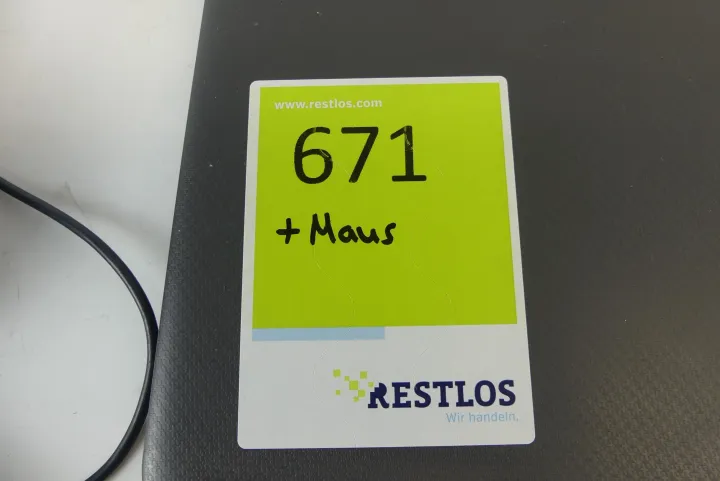 www.restlos.com
671
+ Maus
RESTLOS
Wir handeln.